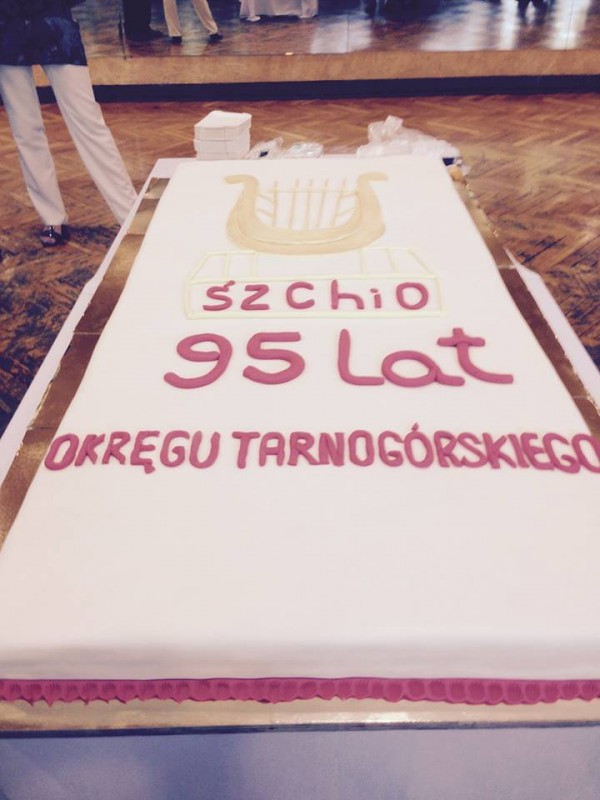 ŚZChiO
95 lat
OKRĘGU TARNOGÓRSKIEGO